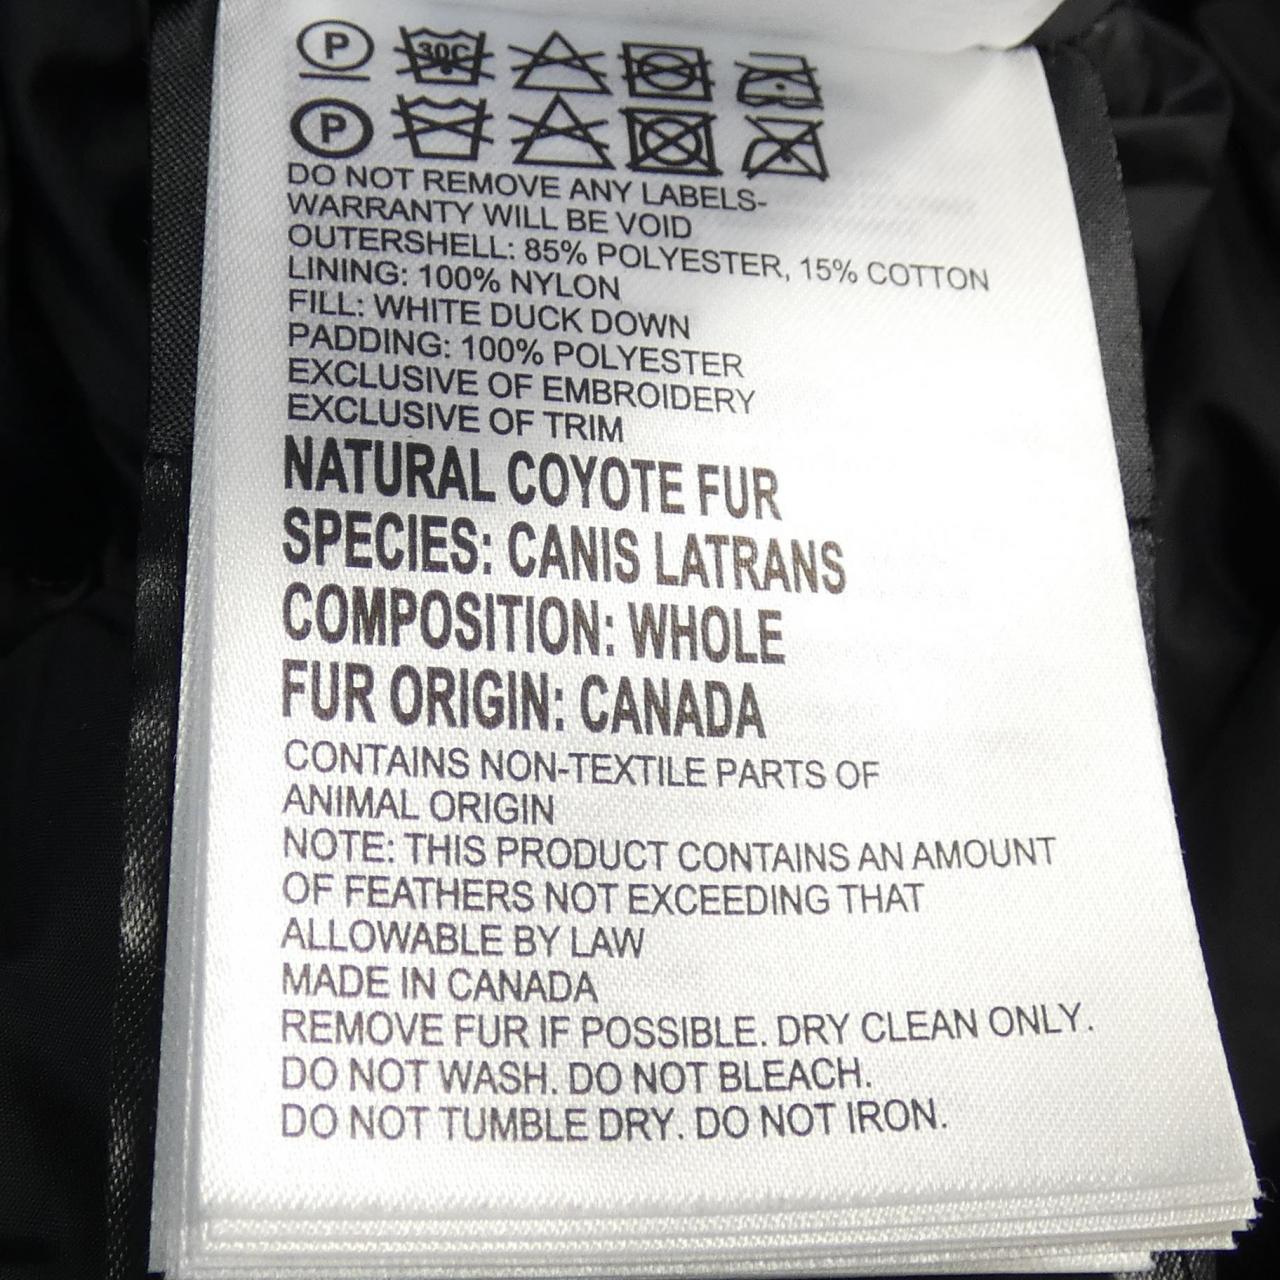 P 30C
P
DO NOT REMOVE ANY LABELS-
WARRANTY WILL BE VOID
OUTERSHELL: 85% POLYESTER, 15% COTTON
LINING: 100% NYLON
FILL: WHITE DUCK DOWN
PADDING: 100% POLYESTER
EXCLUSIVE OF EMBROIDERY
EXCLUSIVE OF TRIM
NATURAL COYOTE FUR
SPECIES: CANIS LATRANS
COMPOSITION: WHOLE
FUR ORIGIN: CANADA
CONTAINS NON-TEXTILE PARTS OF
ANIMAL ORIGIN
NOTE: THIS PRODUCT CONTAINS AN AMOUNT
OF FEATHERS NOT EXCEEDING THAT
ALLOWABLE BY LAW
MADE IN CANADA
REMOVE FUR IF POSSIBLE. DRY CLEAN ONLY.
DO NOT WASH. DO NOT BLEACH.
DO NOT TUMBLE DRY. DO NOT IRON.